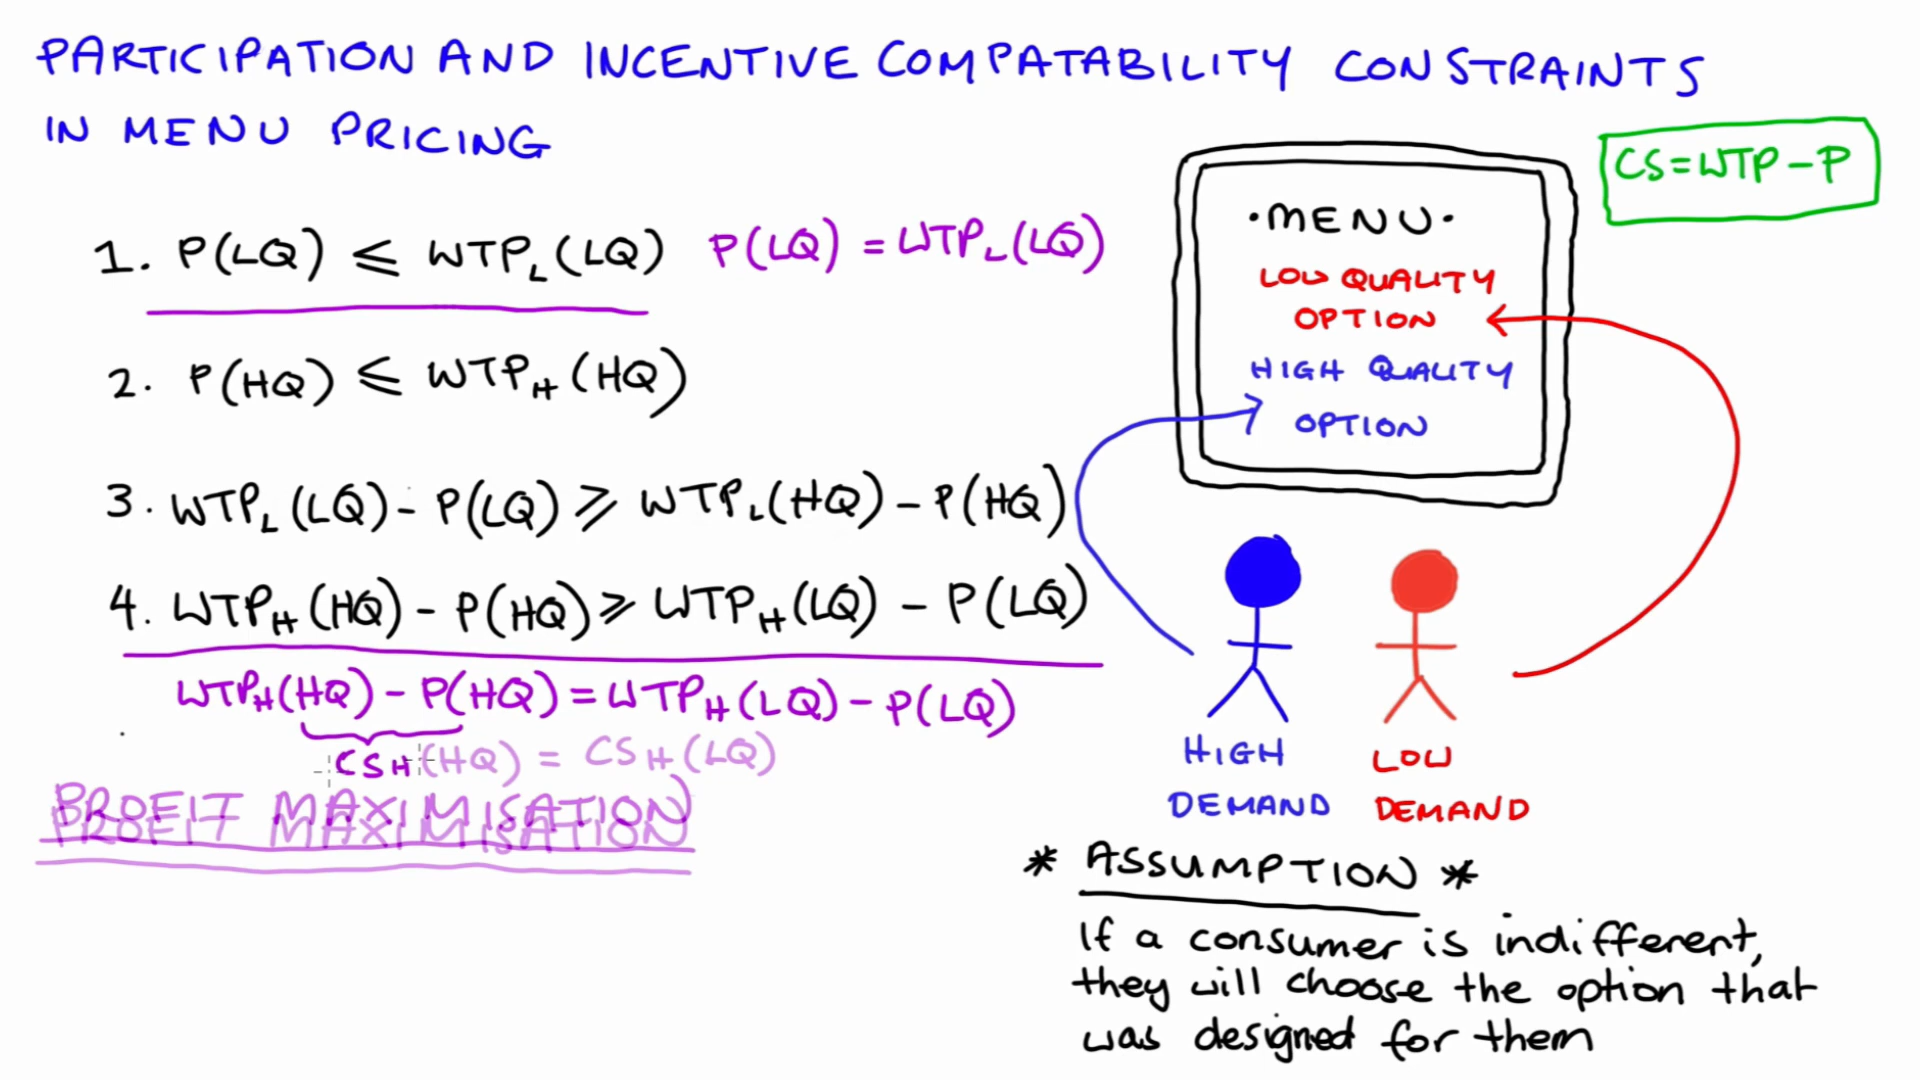 PARTICIPATION AND INCENTIVE COMPATABILITY CONSTRAINTS
IN MENU PRICING
CS=WTP-P
1. P(LQ) ⩽ WTP_L(LQ) P(LQ) = WTP_L(LQ)
2. P(HQ) ⩽ WTP_H(HQ)
3. WTP_L(LQ) - P(LQ) ⩾ WTP_L(HQ) - P(HQ)
4. WTP_H(HQ) - P(HQ) ⩾ WTP_H(LQ) - P(LQ)
WTP_H(HQ) - P(HQ) = WTP_H(LQ) - P(LQ)
CS_H(HQ) = CS_H(LQ)
PROFIT MAXIMISATION
PROFIT MAXIMISATION
·MENU·
LOW QUALITY
OPTION
HIGH QUALITY
OPTION
HIGH
DEMAND
LOW
DEMAND
* ASSUMPTION *
If a consumer is indifferent,
they will choose the option that
was designed for them